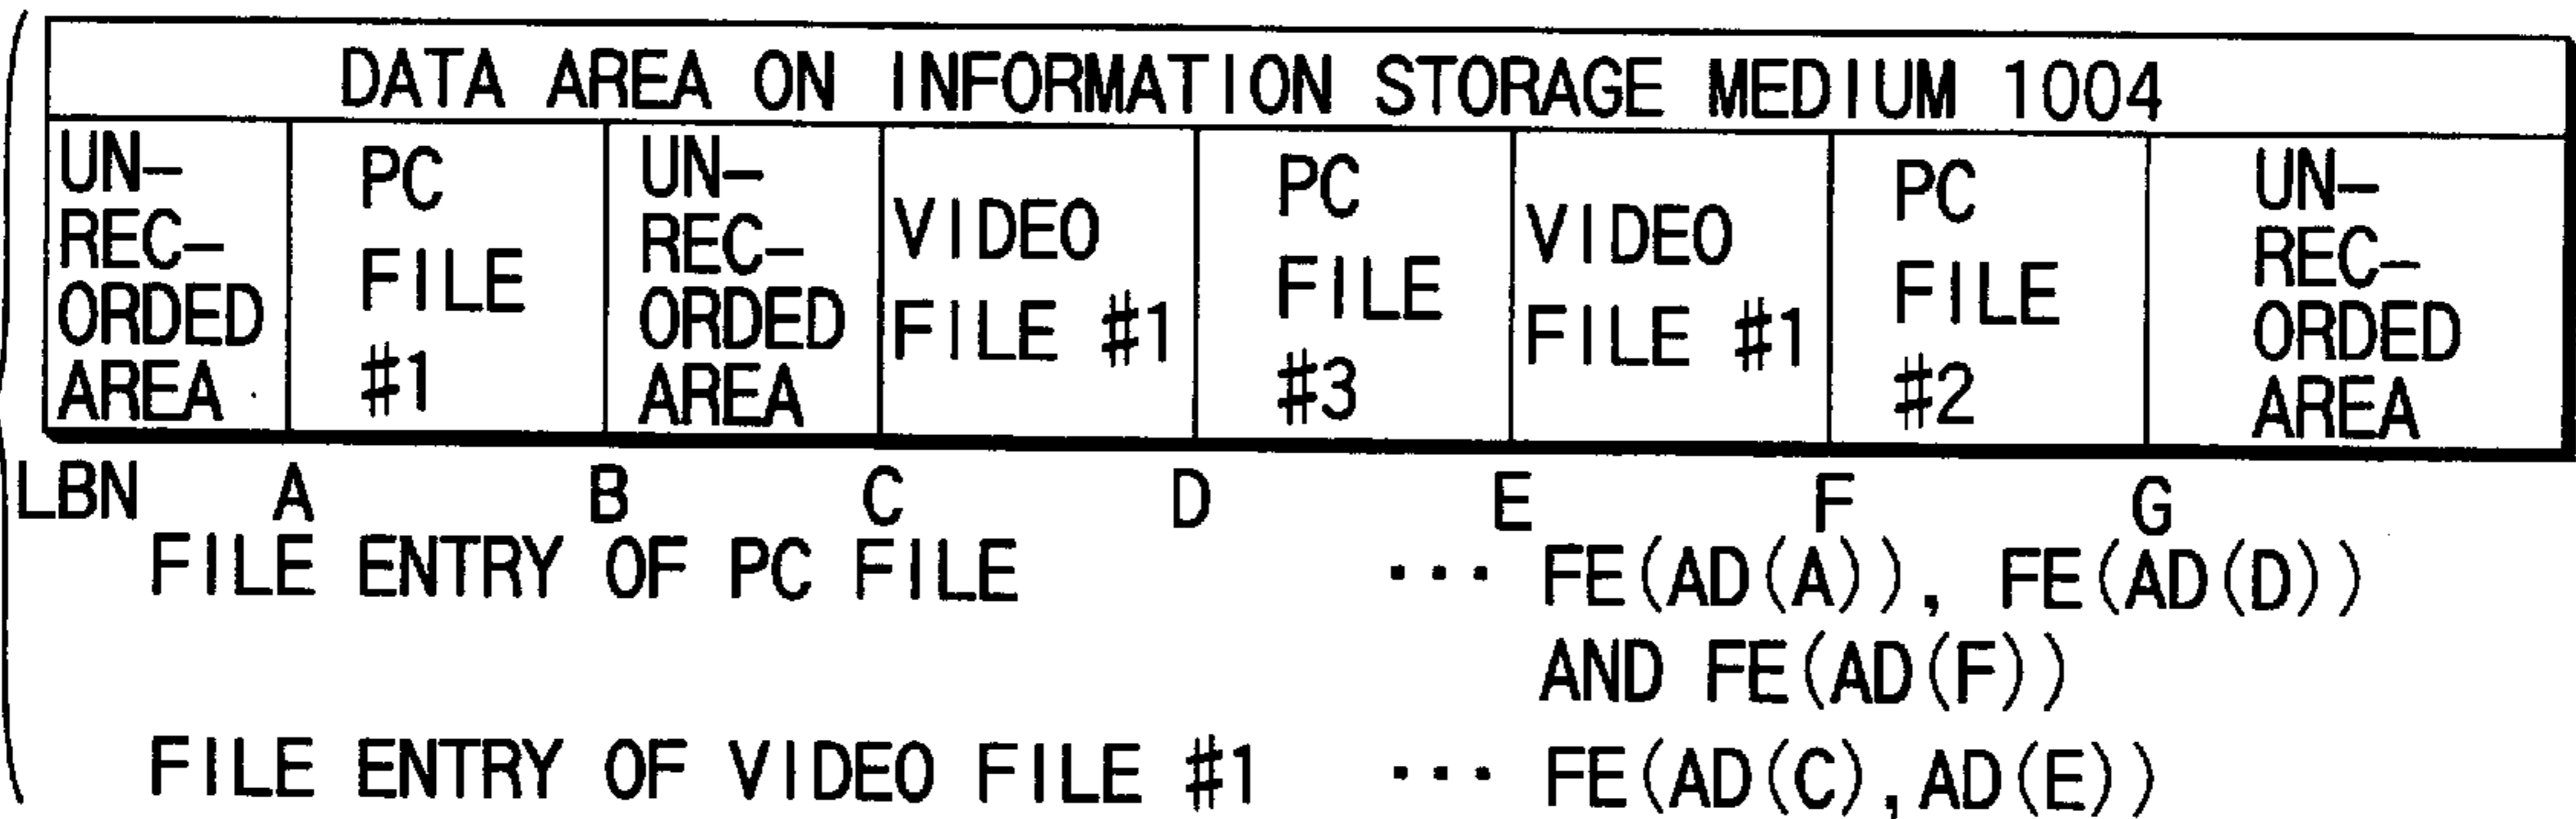 DATA AREA ON INFORMATION STORAGE MEDIUM 1004
UN-
REC-
ORDED
AREA
PC
FILE
#1
UN-
REC-
ORDED
AREA
VIDEO
FILE #1
PC
FILE
#3
VIDEO
FILE #1
PC
FILE
#2
UN-
REC-
ORDED
AREA
LBN A B C D E F G
FILE ENTRY OF PC FILE ... FE(AD(A)), FE(AD(D))
AND FE(AD(F))
FILE ENTRY OF VIDEO FILE #1 ... FE(AD(C),AD(E))